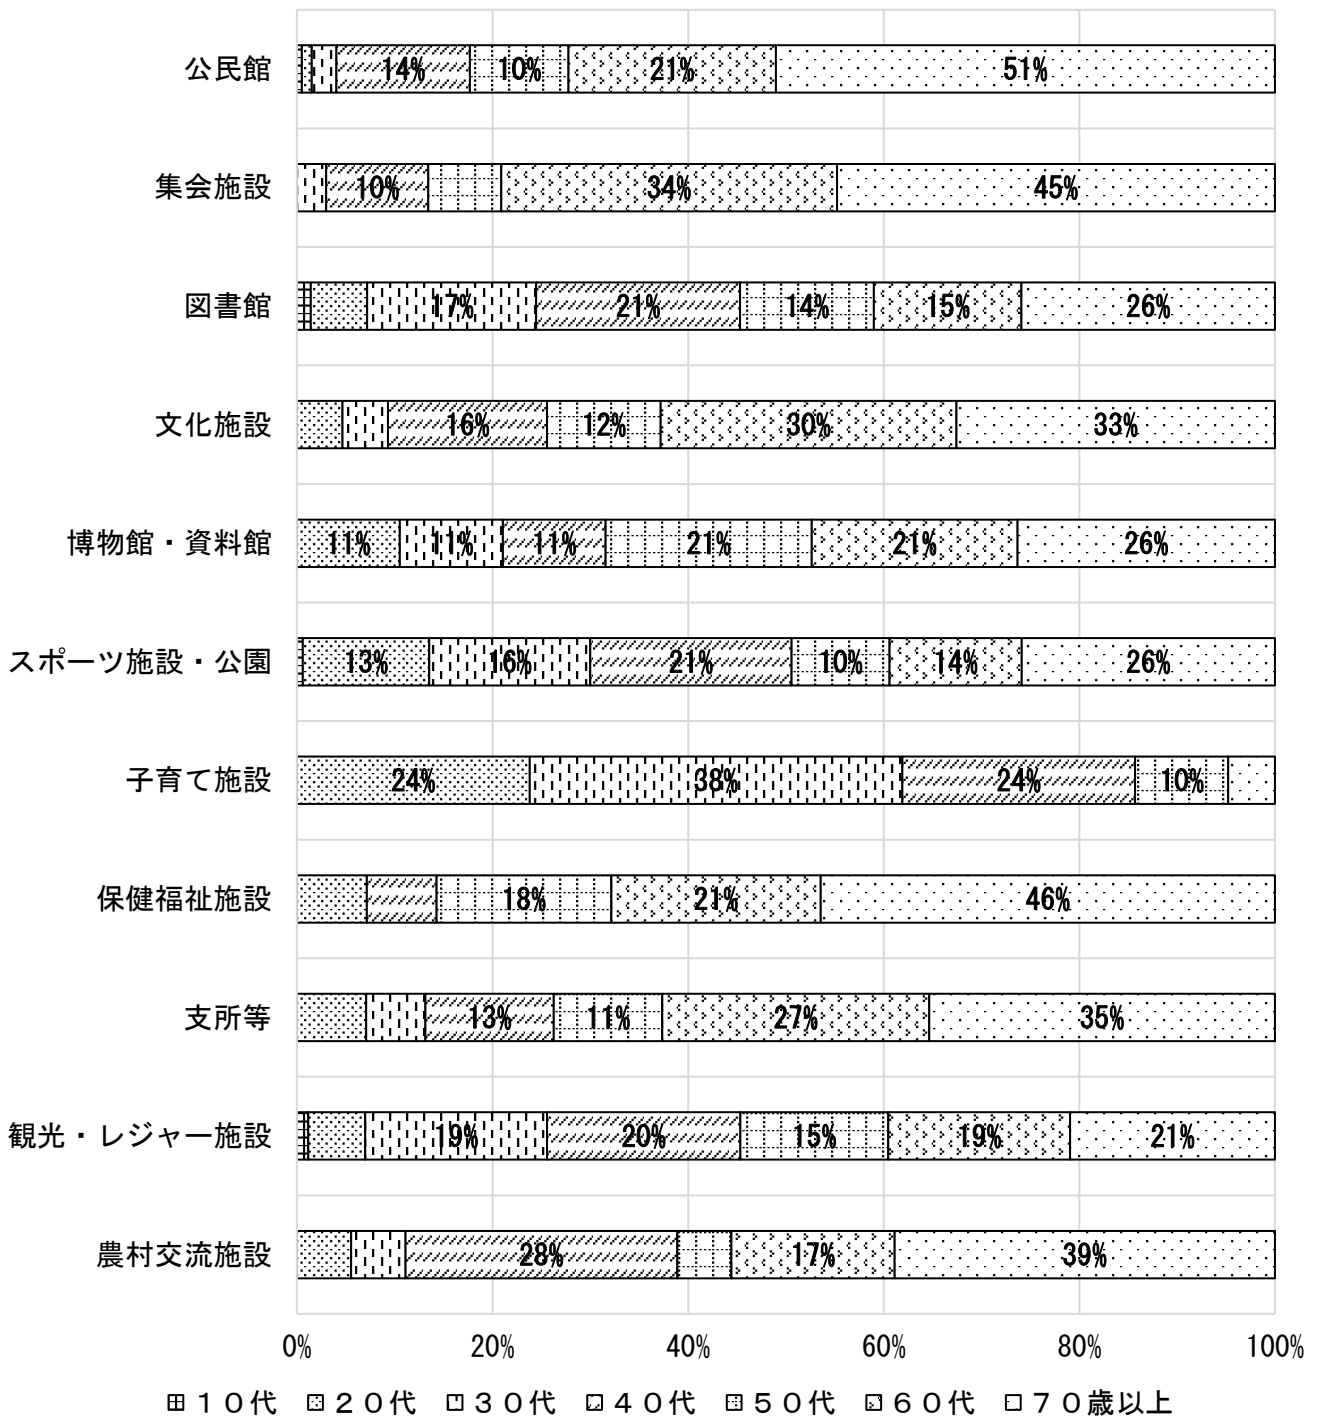 公民館 14% 10% 21% 51%
集会施設 10% 34% 45%
図書館 17% 21% 14% 15% 26%
文化施設 16% 12% 30% 33%
博物館・資料館 11% 11% 11% 21% 21% 26%
スポーツ施設・公園 13% 16% 21% 10% 14% 26%
子育て施設 24% 38% 24% 10%
保健福祉施設 18% 21% 46%
支所等 13% 11% 27% 35%
観光・レジャー施設 19% 20% 15% 19% 21%
農村交流施設 28% 17% 39%
0% 20% 40% 60% 80% 100%
１０代 ２０代 ３０代 ４０代 ５０代 ６０代 ７０歳以上